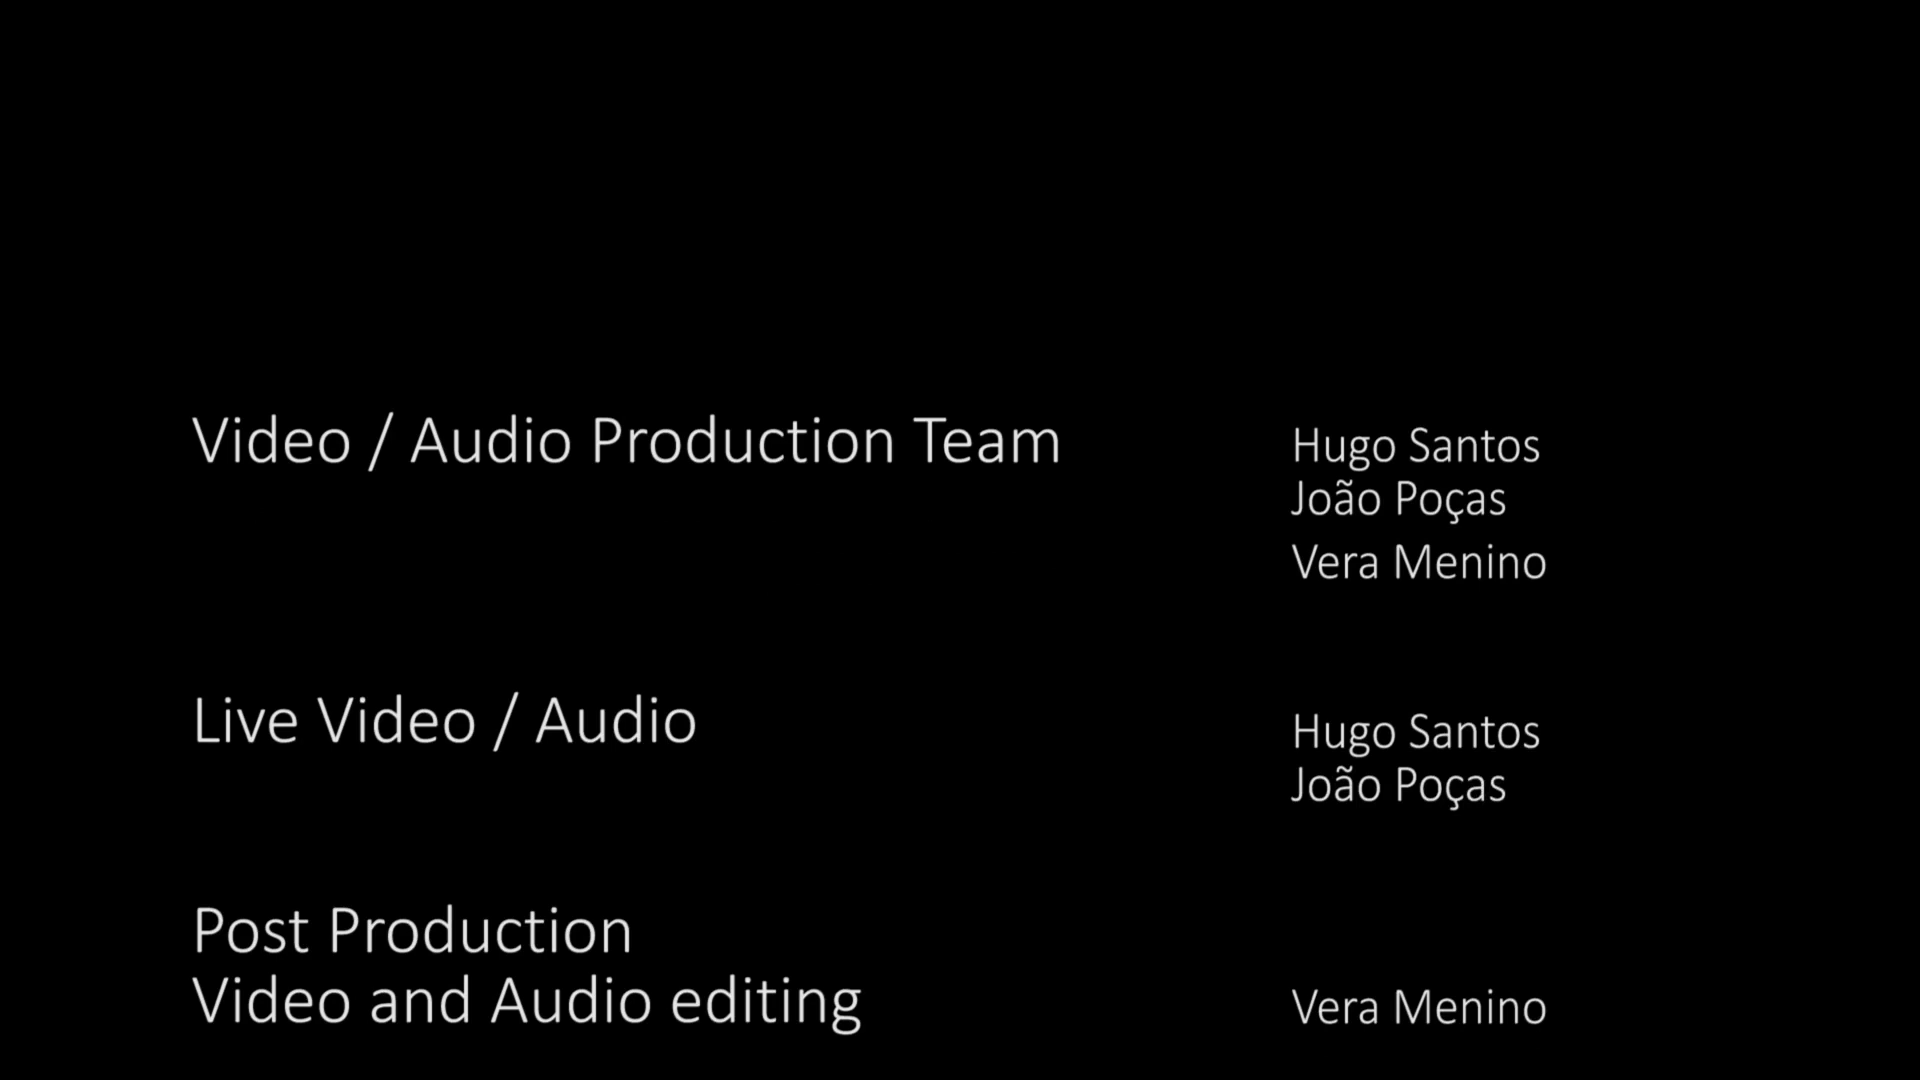 Video / Audio Production Team
Hugo Santos
João Poças
Vera Menino
Live Video / Audio
Hugo Santos
João Poças
Post Production
Video and Audio editing
Vera Menino